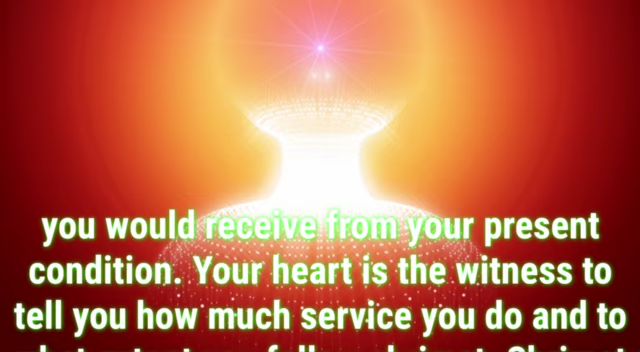 you would receive from your present
condition. Your heart is the witness to
tell you how much service you do and to